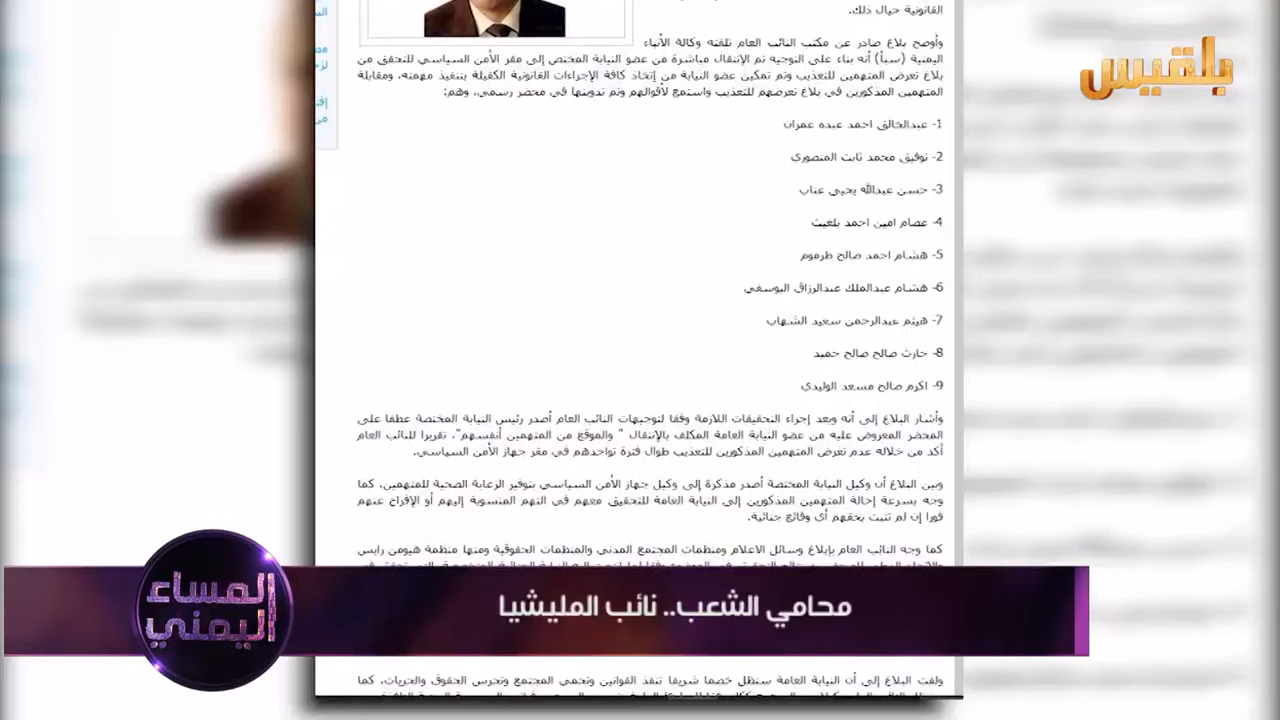 القانونية حيال ذلك.
بلقيس
وأوضح بلاغ صادر عن مكتب النائب العام تلقته وكالة الأنباء
اليمنية (سبأ) أنه بناء على التوجيه تم الإنتقال مباشرة من عضو النيابة المختص إلى مقر الأمن السياسي للتحقق من
بلاغ تعرض المتهمين للتعذيب وتم تمكين عضو النيابة من إتخاذ كافة الإجراءات القانونية الكفيلة بتنفيذ مهمته، ومقابلة
المتهمين المذكورين في بلاغ تعرضهم للتعذيب واستمع لأقوالهم وتم تدوينها في محضر رسمي، وهم:
1- عبدالخالق احمد عبده عمران
2- توفيق محمد ثابت المنصوري
3- حسن عبدالله يحيى عناب
4- عصام امين احمد بلغيث
5- هشام احمد صالح طرموم
6- هشام عبدالملك عبدالرزاق اليوسفي
7- هيثم عبدالرحمن سعيد الشهاب
8- حارث صالح صالح حميد
9- اكرم صالح مسعد الوليدي
وأشار البلاغ إلى أنه وبعد إجراء التحقيقات اللازمة وفقا لتوجيهات النائب العام أصدر رئيس النيابة المختصة عطفا على
المحضر المعروض عليه من عضو النيابة العامة المكلف بالإنتقال " والموقع من المتهمين أنفسهم"، تقريرا للنائب العام
أكد من خلاله عدم تعرض المتهمين المذكورين للتعذيب طوال فترة تواجدهم في مقر جهاز الأمن السياسي.
وبين البلاغ أن وكيل النيابة المختصة أصدر مذكرة إلى وكيل جهاز الأمن السياسي بتوفير الرعاية الصحية للمتهمين، كما
وجه بسرعة إحالة المتهمين المذكورين إلى النيابة العامة للتحقيق معهم في التهم المنسوبة إليهم أو الإفراج عنهم
فورا إن لم تثبت بحقهم أي وقائع جنائية.
كما وجه النائب العام بإبلاغ وسائل الاعلام ومنظمات المجتمع المدني والمنظمات الحقوقية ومنها منظمة هيومن رايس
محامي الشعب.. نائب المليشيا
المساء
اليمني
ولفت البلاغ إلى أن النيابة العامة ستظل خصما شريفا تنفذ القوانين وتحمي المجتمع وتحرس الحقوق والحريات، كما